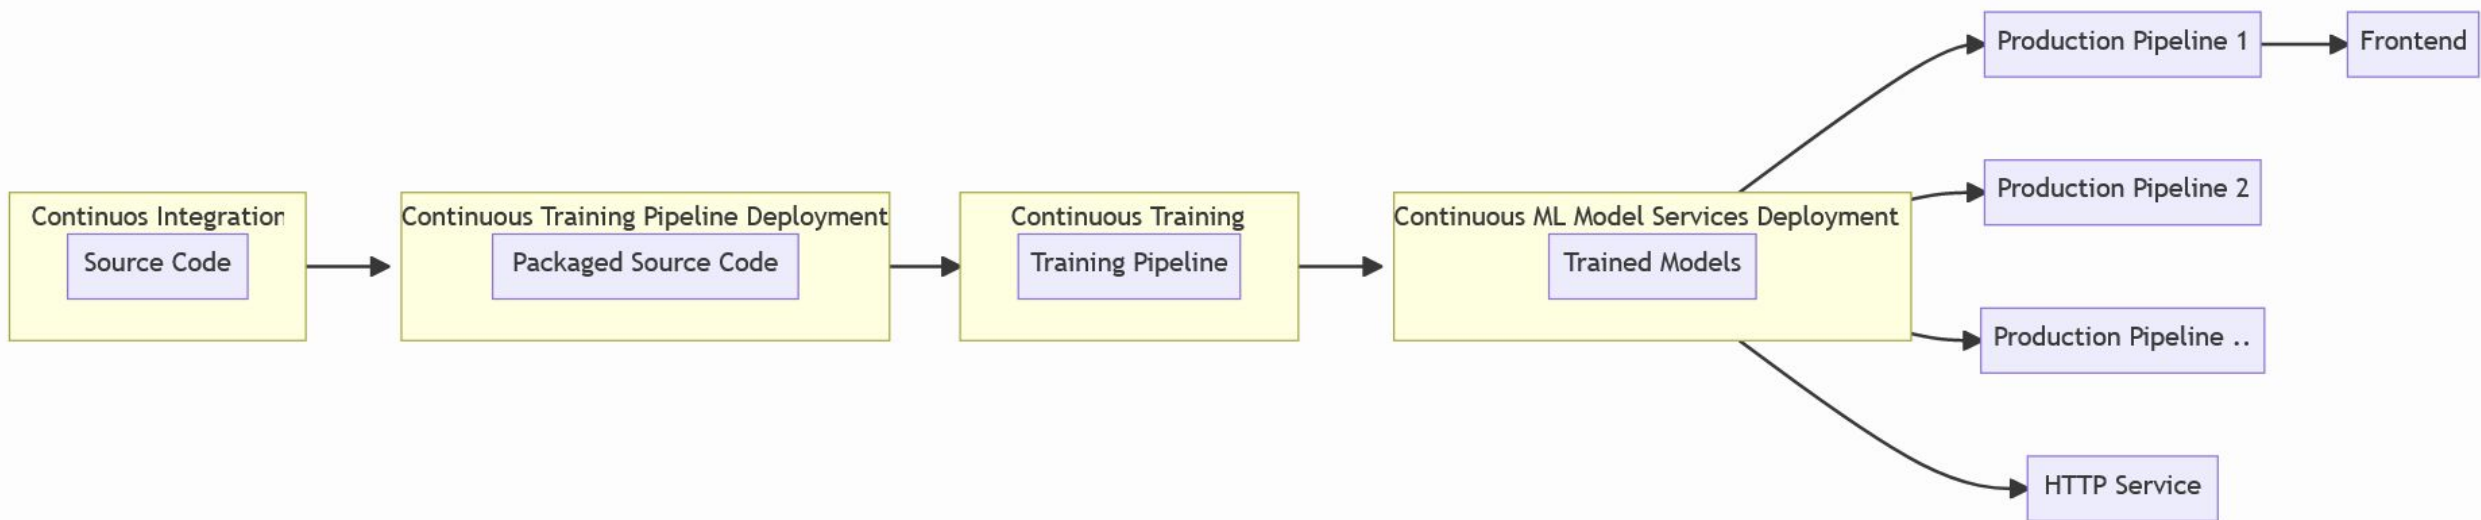 Production Pipeline 1
Frontend
Production Pipeline 2
Continuos Integration
Continuous Training Pipeline Deployment
Continuous Training
Continuous ML Model Services Deployment
Source Code
Packaged Source Code
Training Pipeline
Trained Models
Production Pipeline ..
HTTP Service